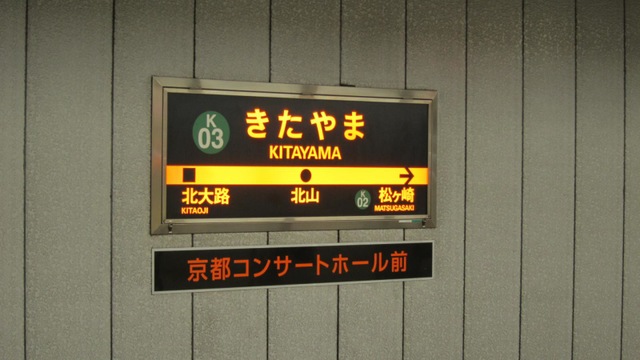 K
03
きたやま
KITAYAMA
北大路
北山
K
02
松ヶ崎
KITAOJI
MATSUGASAKI
京都コンサートホール前